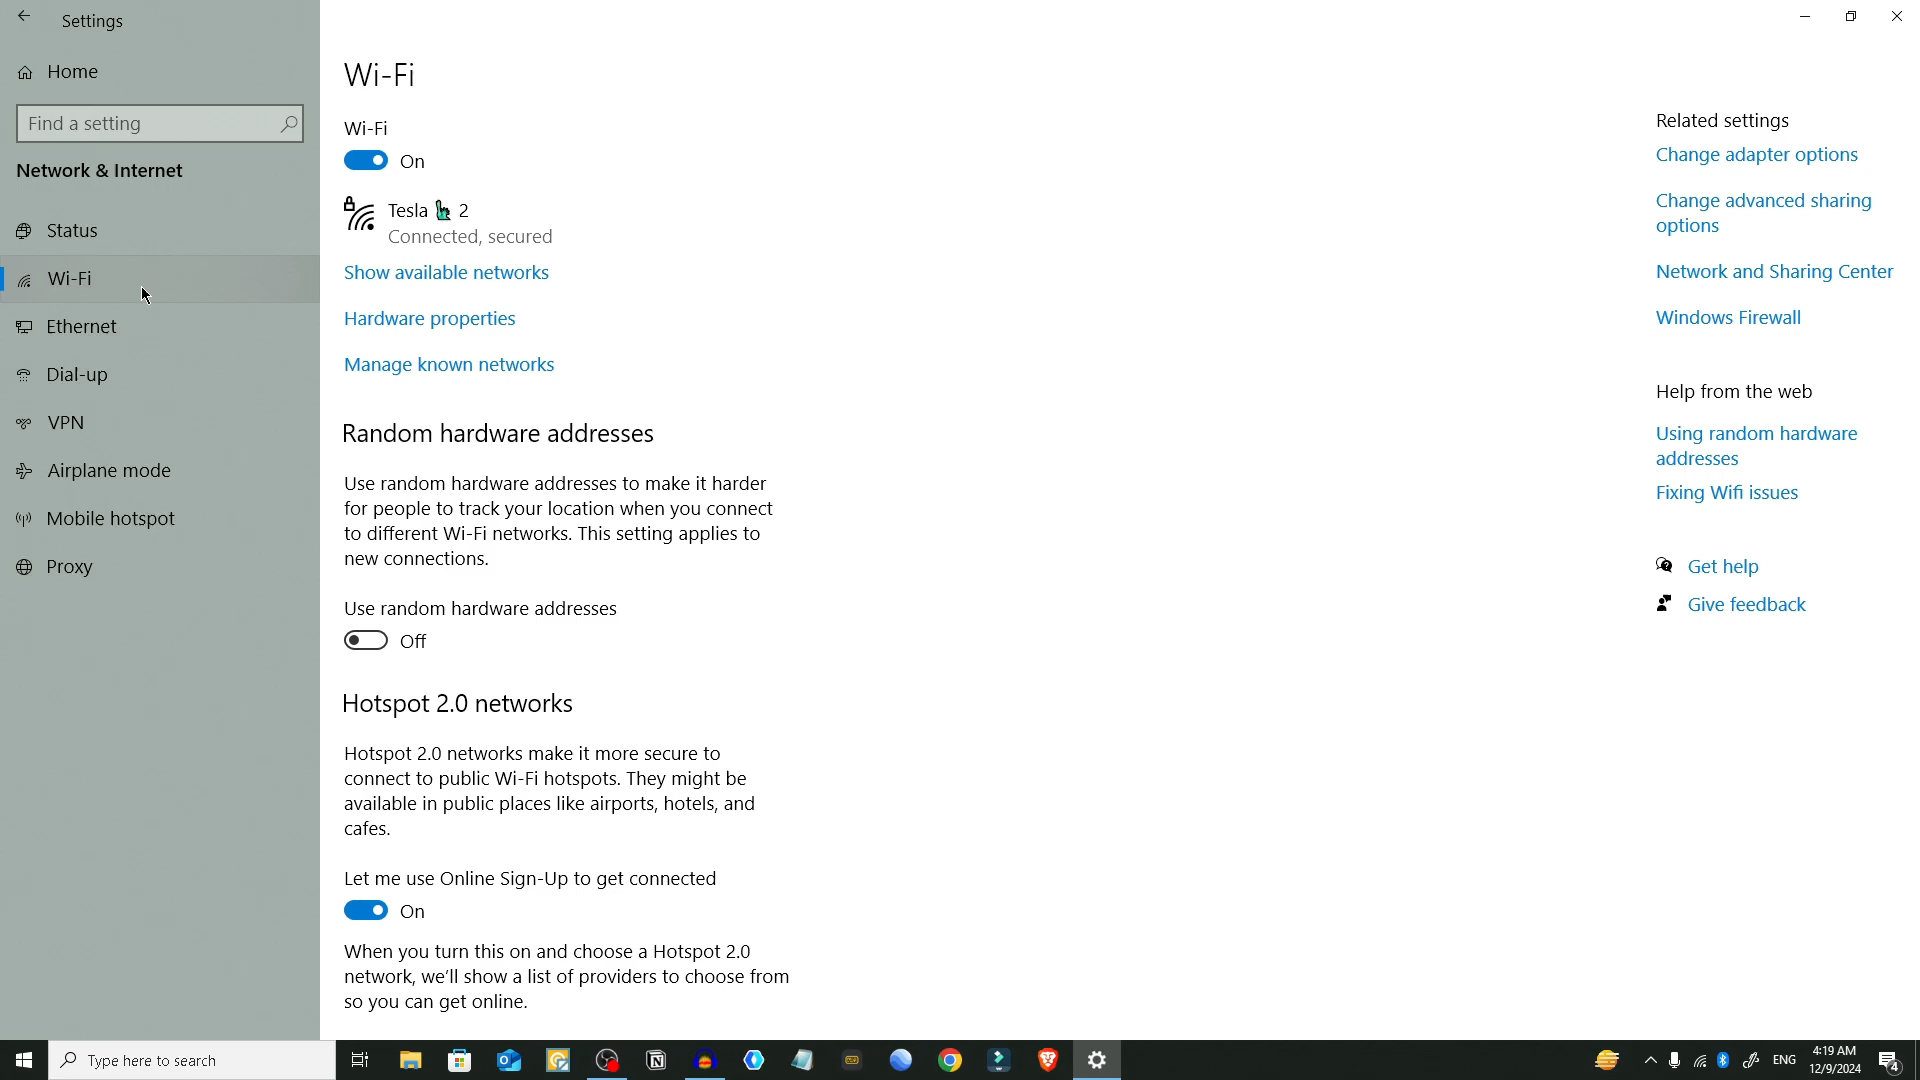 Settings
Home
Find a setting
Network & Internet
Status
Wi-Fi
Ethernet
Dial-up
VPN
Airplane mode
Mobile hotspot
Proxy
Wi-Fi
Wi-Fi
On
Tesla 2
Connected, secured
Show available networks
Hardware properties
Manage known networks
Random hardware addresses
Use random hardware addresses to make it harder
for people to track your location when you connect
to different Wi-Fi networks. This setting applies to
new connections.
Use random hardware addresses
Off
Hotspot 2.0 networks
Hotspot 2.0 networks make it more secure to
connect to public Wi-Fi hotspots. They might be
available in public places like airports, hotels, and
cafes.
Let me use Online Sign-Up to get connected
On
When you turn this on and choose a Hotspot 2.0
network, we'll show a list of providers to choose from
so you can get online.
Related settings
Change adapter options
Change advanced sharing
options
Network and Sharing Center
Windows Firewall
Help from the web
Using random hardware
addresses
Fixing Wifi issues
Get help
Give feedback
Type here to search
ENG
4:19 AM
12/9/2024
4